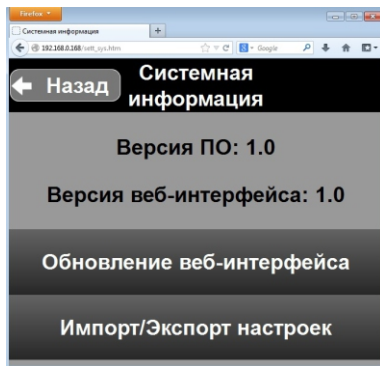 Firefox
Системная информация
192.168.0.168/sett_sys.htm
Google
Назад
Системная
информация
Версия ПО: 1.0
Версия веб-интерфейса: 1.0
Обновление веб-интерфейса
Импорт/Экспорт настроек